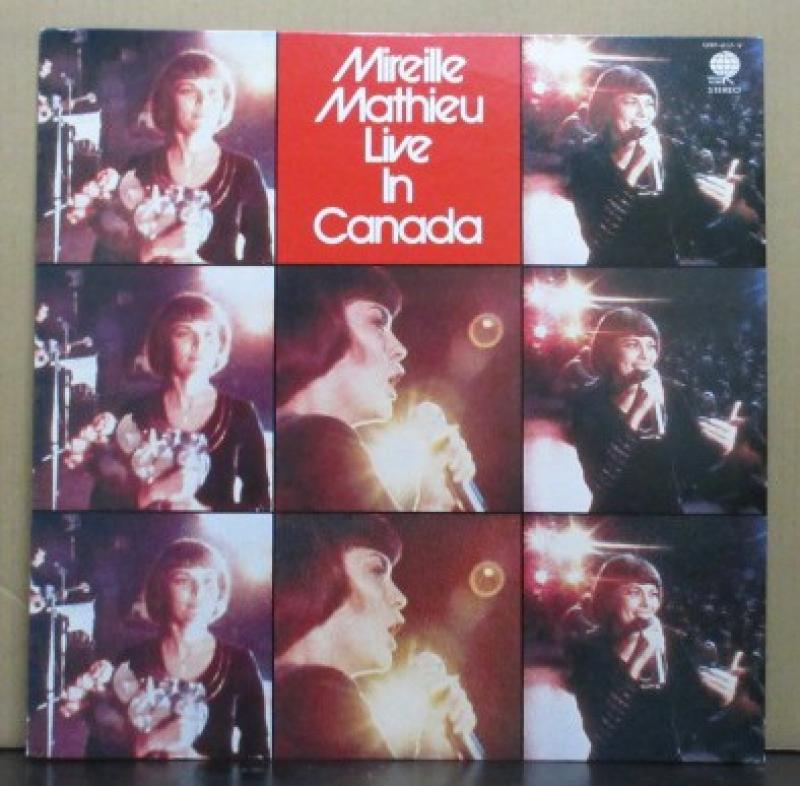 Mireille
Mathieu
Live
In
Canada
STEREO